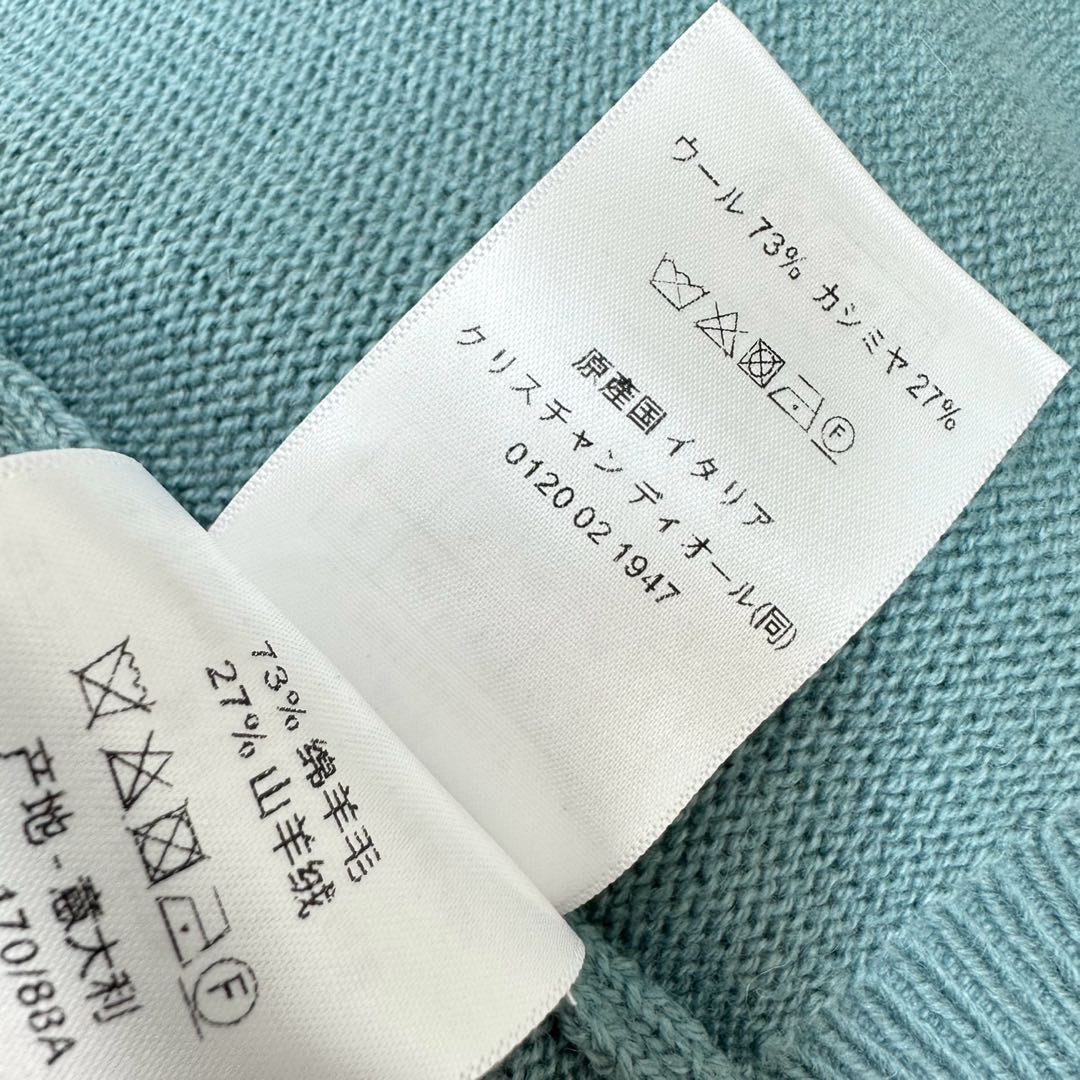 ウール 73% カシミヤ 27%
F
原産国 イタリア
クリスチャン ディオール(同)
0120 02 1947
73% 绵羊毛
27% 山羊绒
F
产地 - 意大利
170/88A